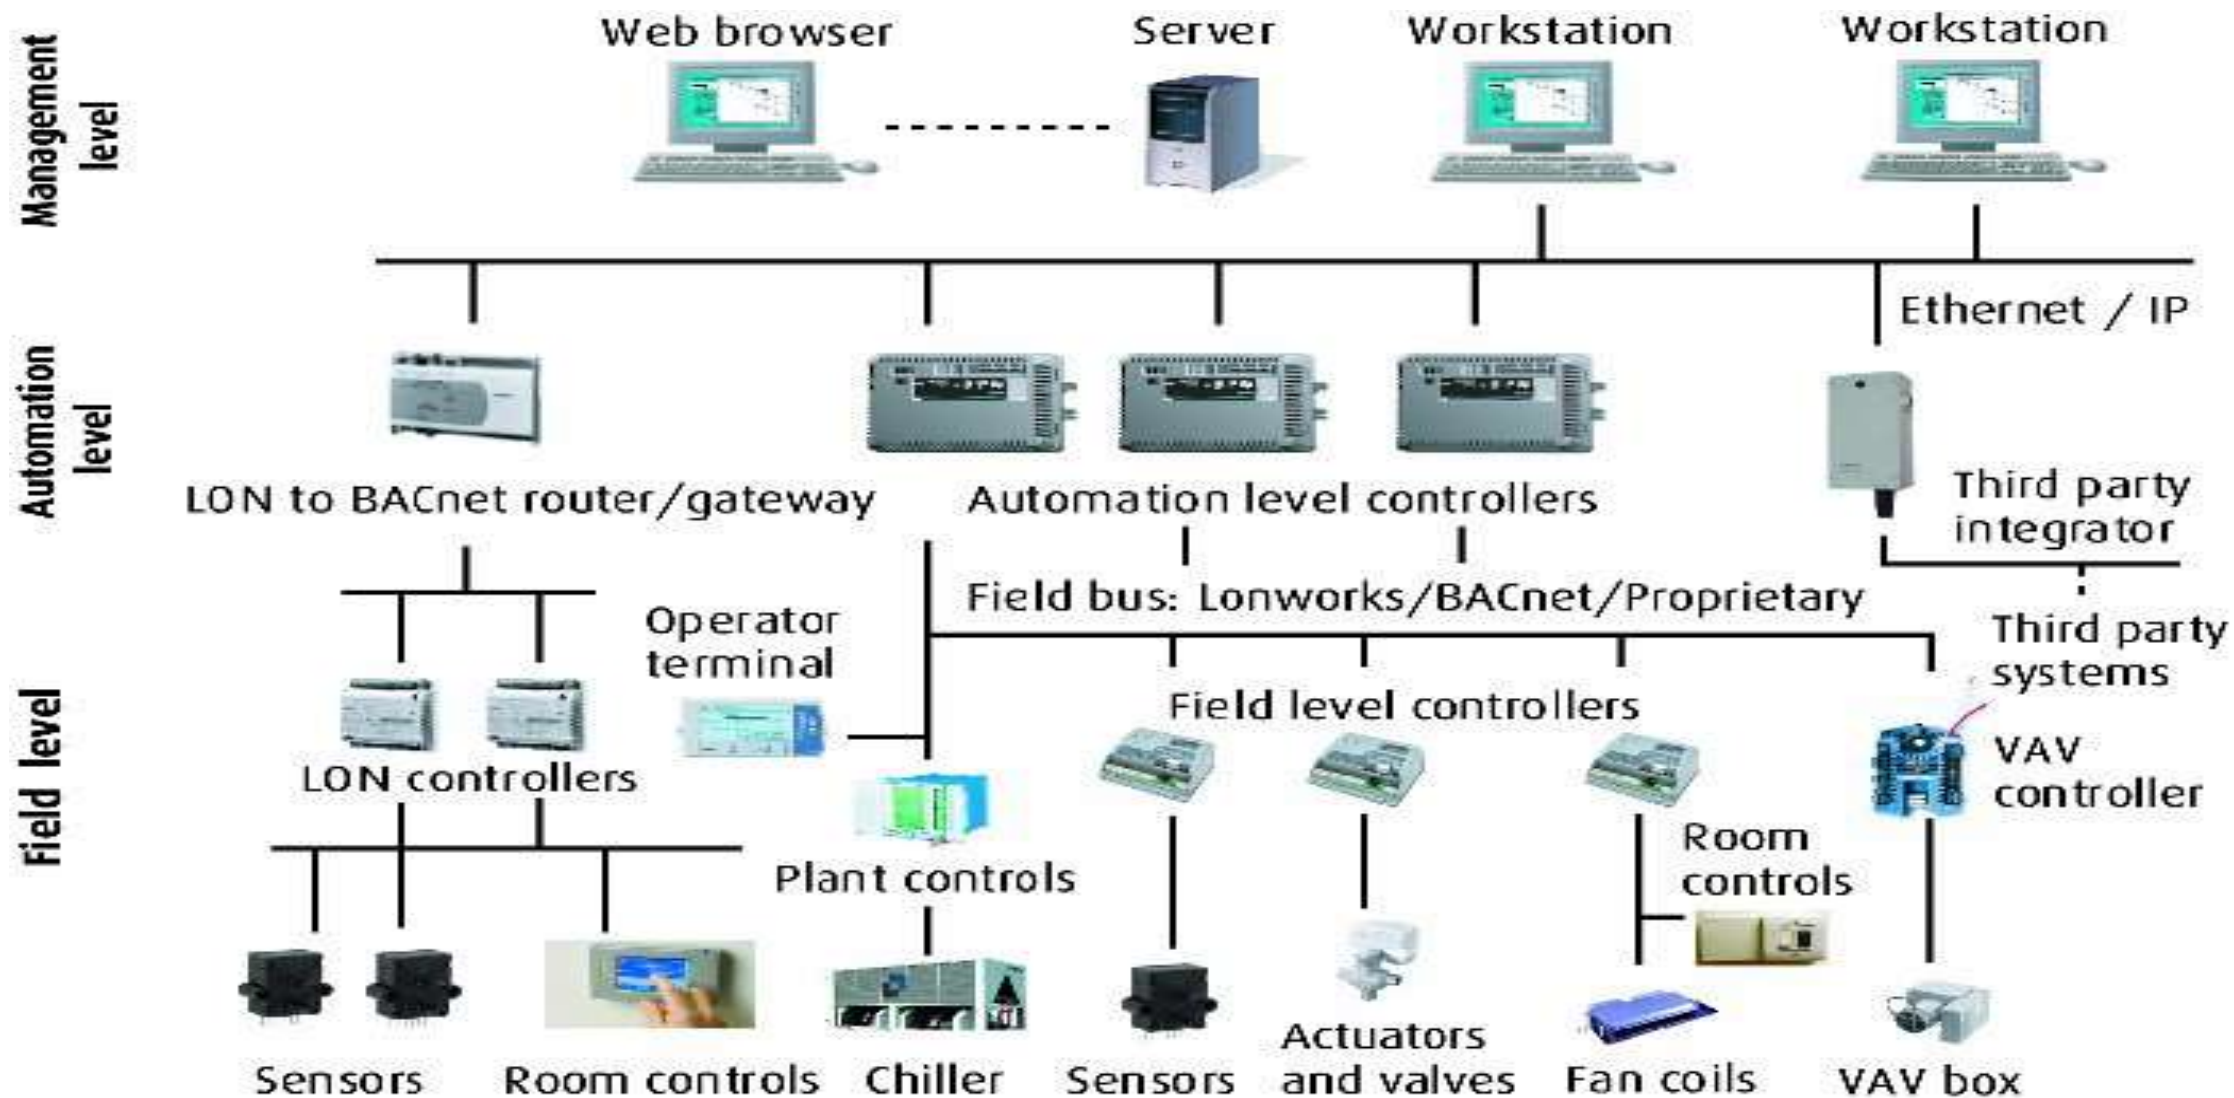 Management
level
Web browser
Server
Workstation
Workstation
Ethernet / IP
Automation
level
LON to BACnet router/gateway
Automation level controllers
Third party
integrator
Field bus: Lonworks/BACnet/Proprietary
Operator
terminal
Third party
systems
Field level
Field level controllers
LON controllers
VAV
controller
Room
controls
Plant controls
Sensors
Room controls
Chiller
Sensors
Actuators
and valves
Fan coils
VAV box